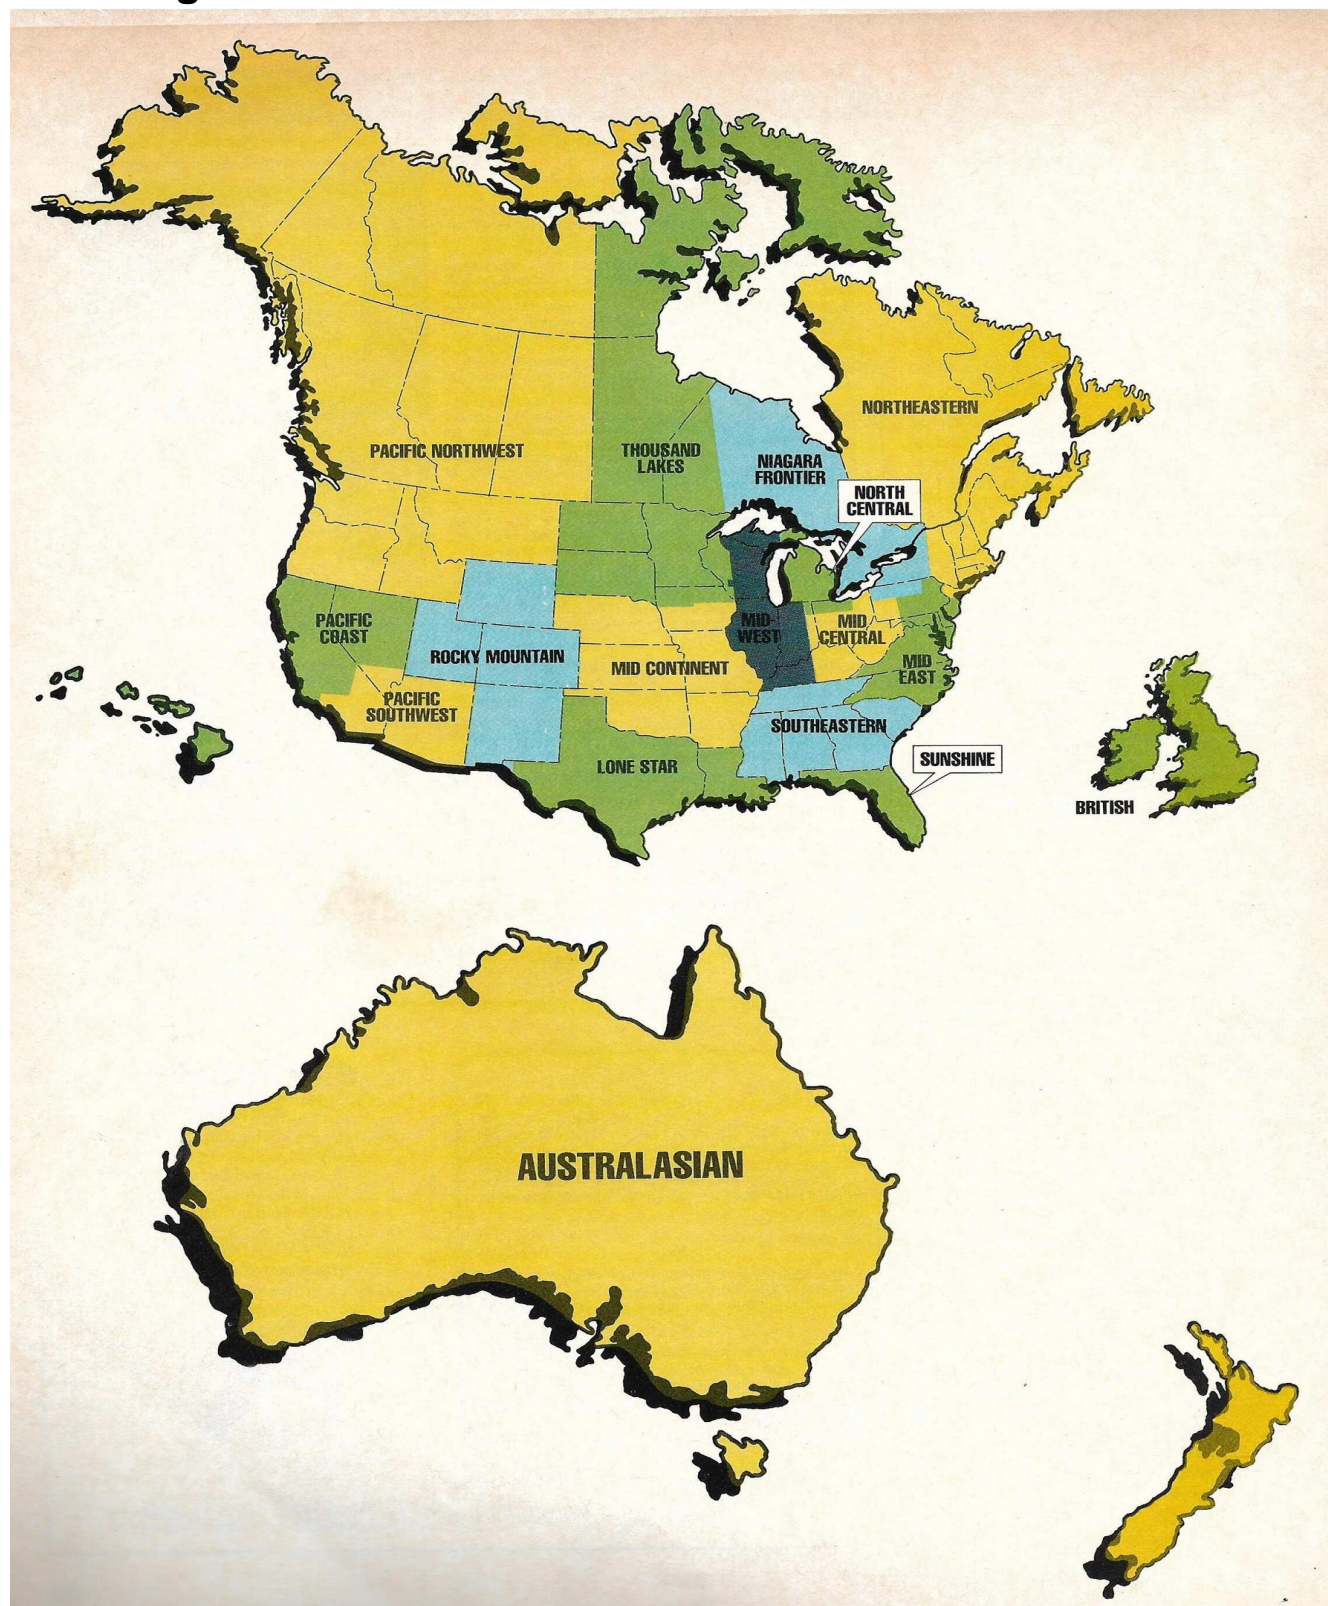 NORTHEASTERN
PACIFIC NORTHWEST
THOUSAND
LAKES
NIAGARA
FRONTIER
NORTH
CENTRAL
PACIFIC
COAST
ROCKY MOUNTAIN
MID-
WEST
MID
CENTRAL
MID CONTINENT
MID
EAST
PACIFIC
SOUTHWEST
SOUTHEASTERN
LONE STAR
SUNSHINE
BRITISH
AUSTRALASIAN